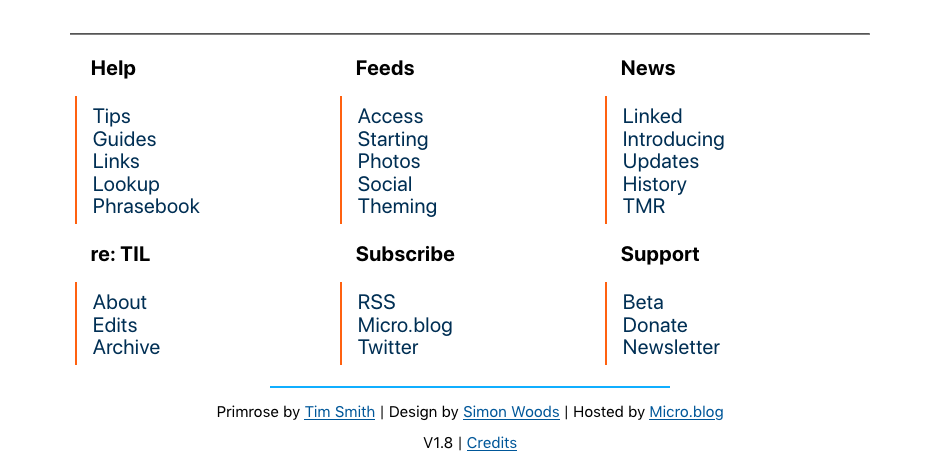 Help
Tips
Guides
Links
Lookup
Phrasebook
Feeds
Access
Starting
Photos
Social
Theming
News
Linked
Introducing
Updates
History
TMR
re: TIL
About
Edits
Archive
Subscribe
RSS
Micro.blog
Twitter
Support
Beta
Donate
Newsletter
Primrose by Tim Smith | Design by Simon Woods | Hosted by Micro.blog
V1.8 | Credits